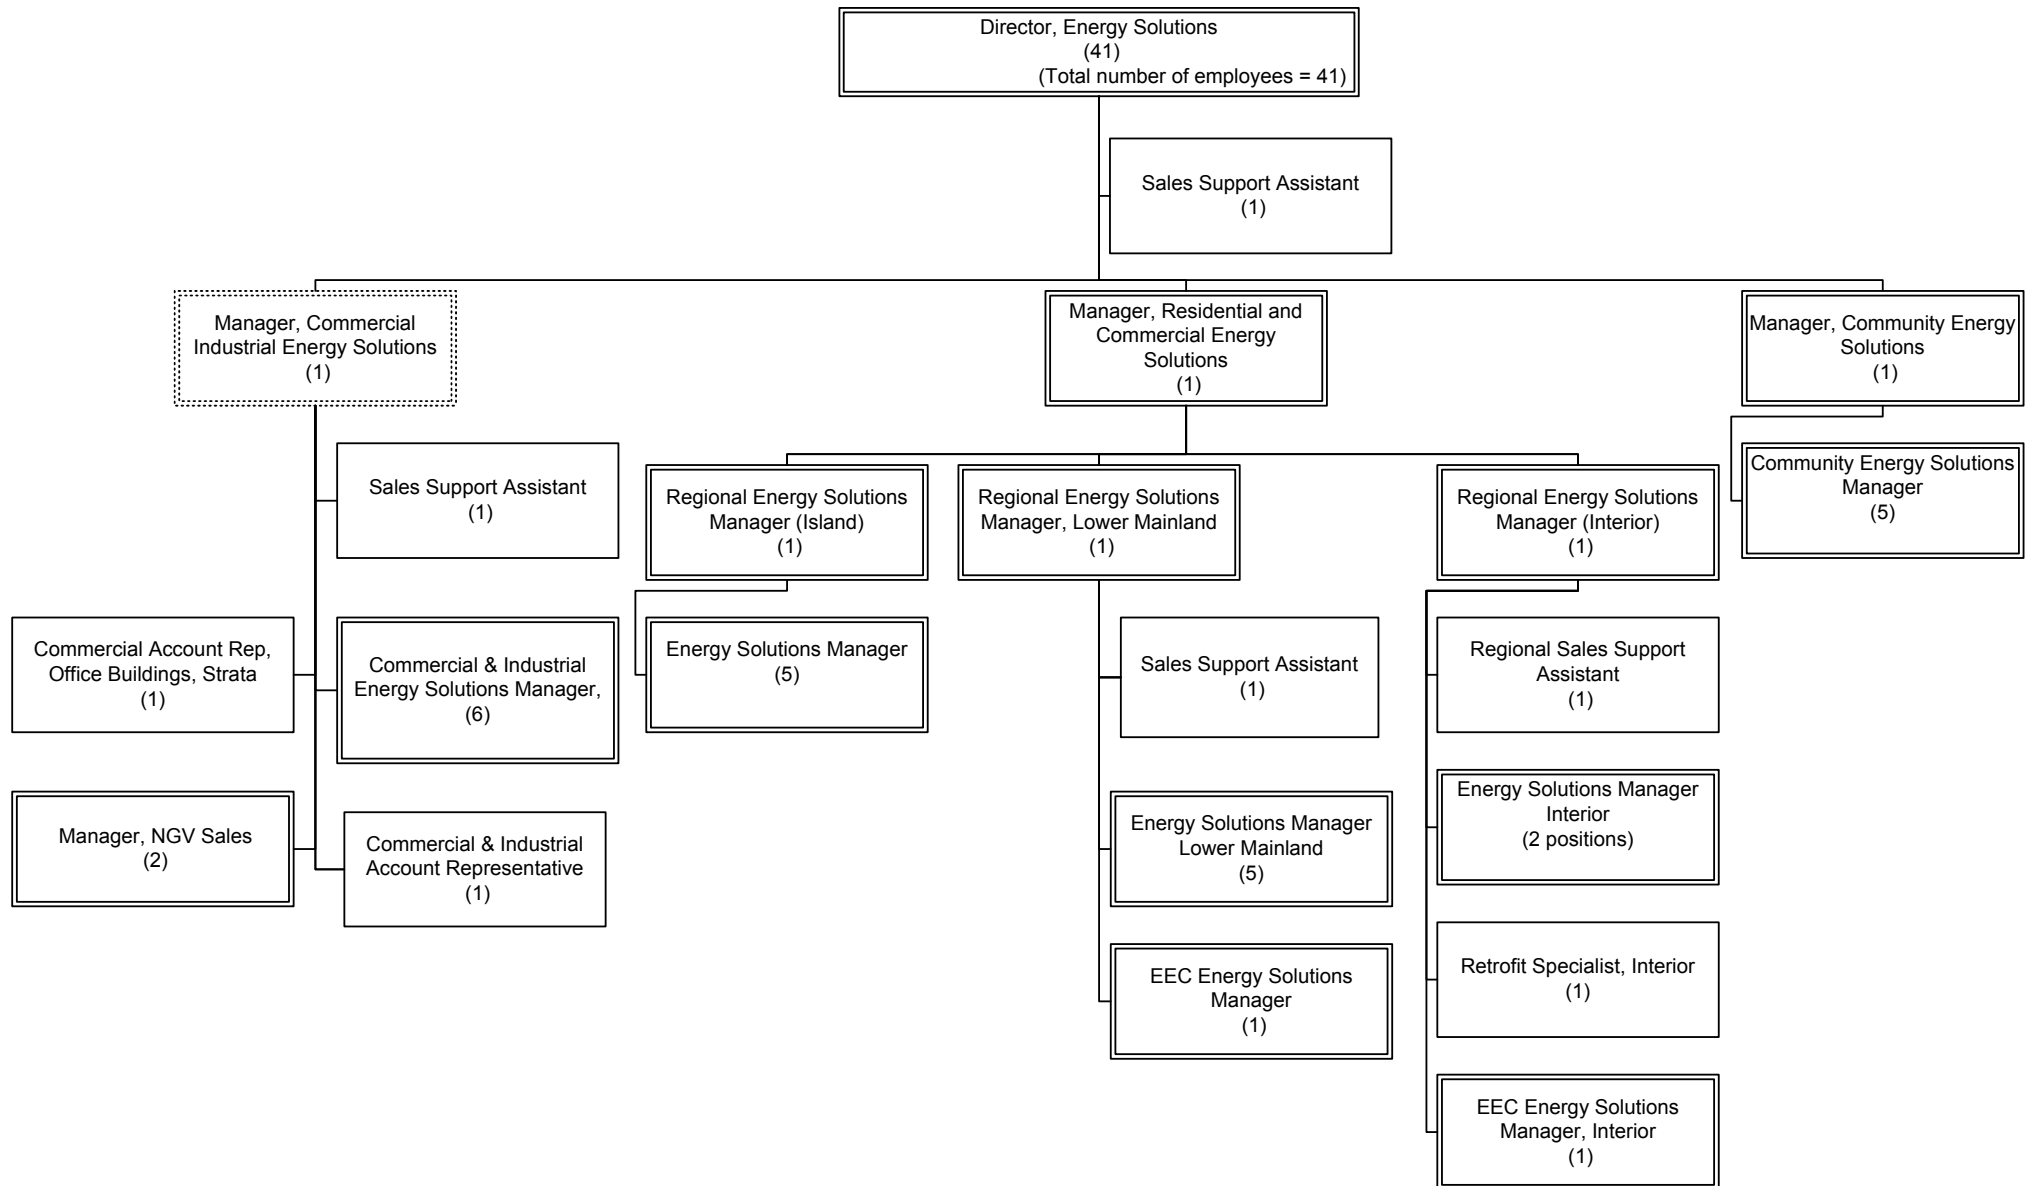 Director, Energy Solutions
(41)
(Total number of employees = 41)
Sales Support Assistant
(1)
Manager, Commercial
Industrial Energy Solutions
(1)
Manager, Residential and
Commercial Energy
Solutions
(1)
Manager, Community Energy
Solutions
(1)
Sales Support Assistant
(1)
Regional Energy Solutions
Manager (Island)
(1)
Regional Energy Solutions
Manager, Lower Mainland
(1)
Regional Energy Solutions
Manager (Interior)
(1)
Community Energy Solutions
Manager
(5)
Commercial Account Rep,
Office Buildings, Strata
(1)
Commercial & Industrial
Energy Solutions Manager,
(6)
Energy Solutions Manager
(5)
Sales Support Assistant
(1)
Regional Sales Support
Assistant
(1)
Manager, NGV Sales
(2)
Commercial & Industrial
Account Representative
(1)
Energy Solutions Manager
Lower Mainland
(5)
Energy Solutions Manager
Interior
(2 positions)
EEC Energy Solutions
Manager
(1)
Retrofit Specialist, Interior
(1)
EEC Energy Solutions
Manager, Interior
(1)